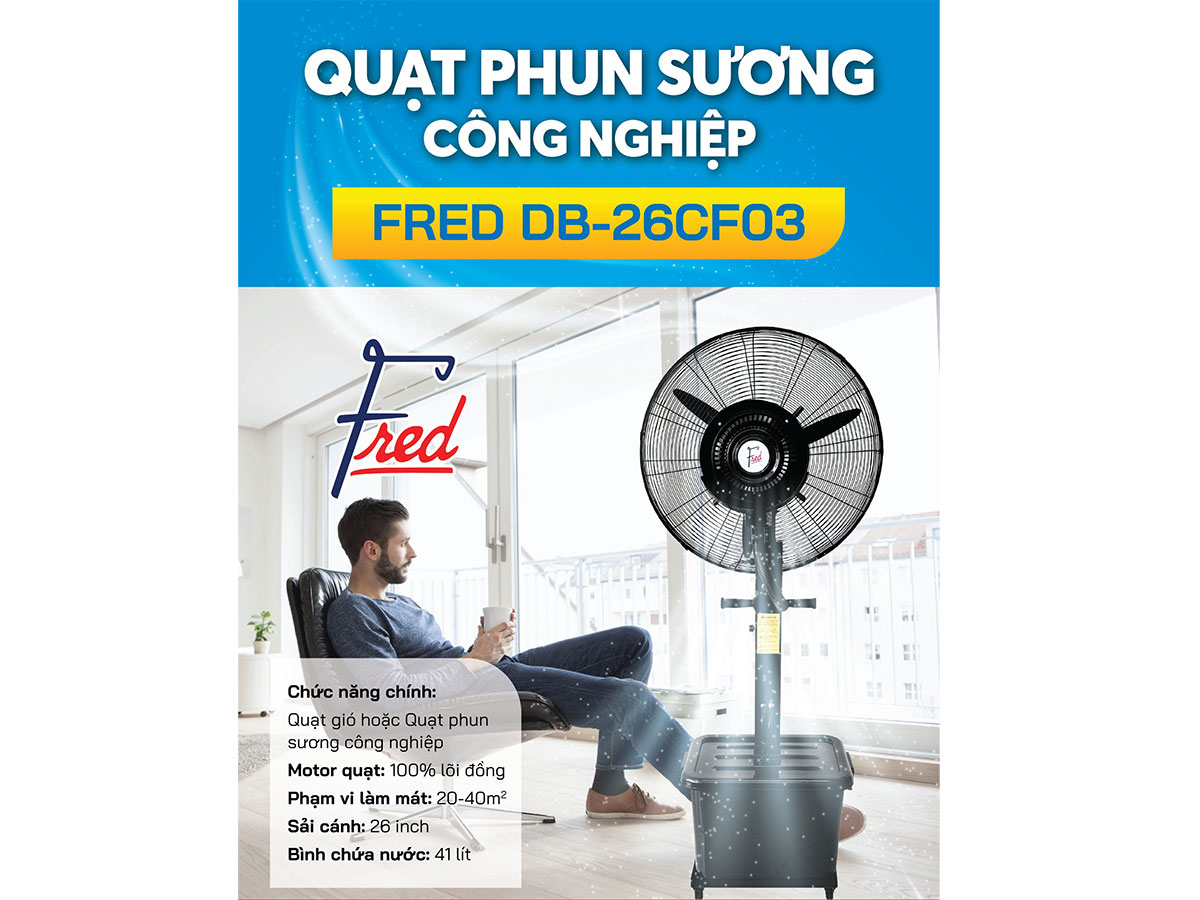 QUẠT PHUN SƯƠNG
CÔNG NGHIỆP
FRED DB-26CF03
Fred
Fred
Chức năng chính:
Quạt gió hoặc Quạt phun
sương công nghiệp
Motor quạt: 100% lõi đồng
Phạm vi làm mát: 20-40m²
Sải cánh: 26 inch
Bình chứa nước: 41 lít